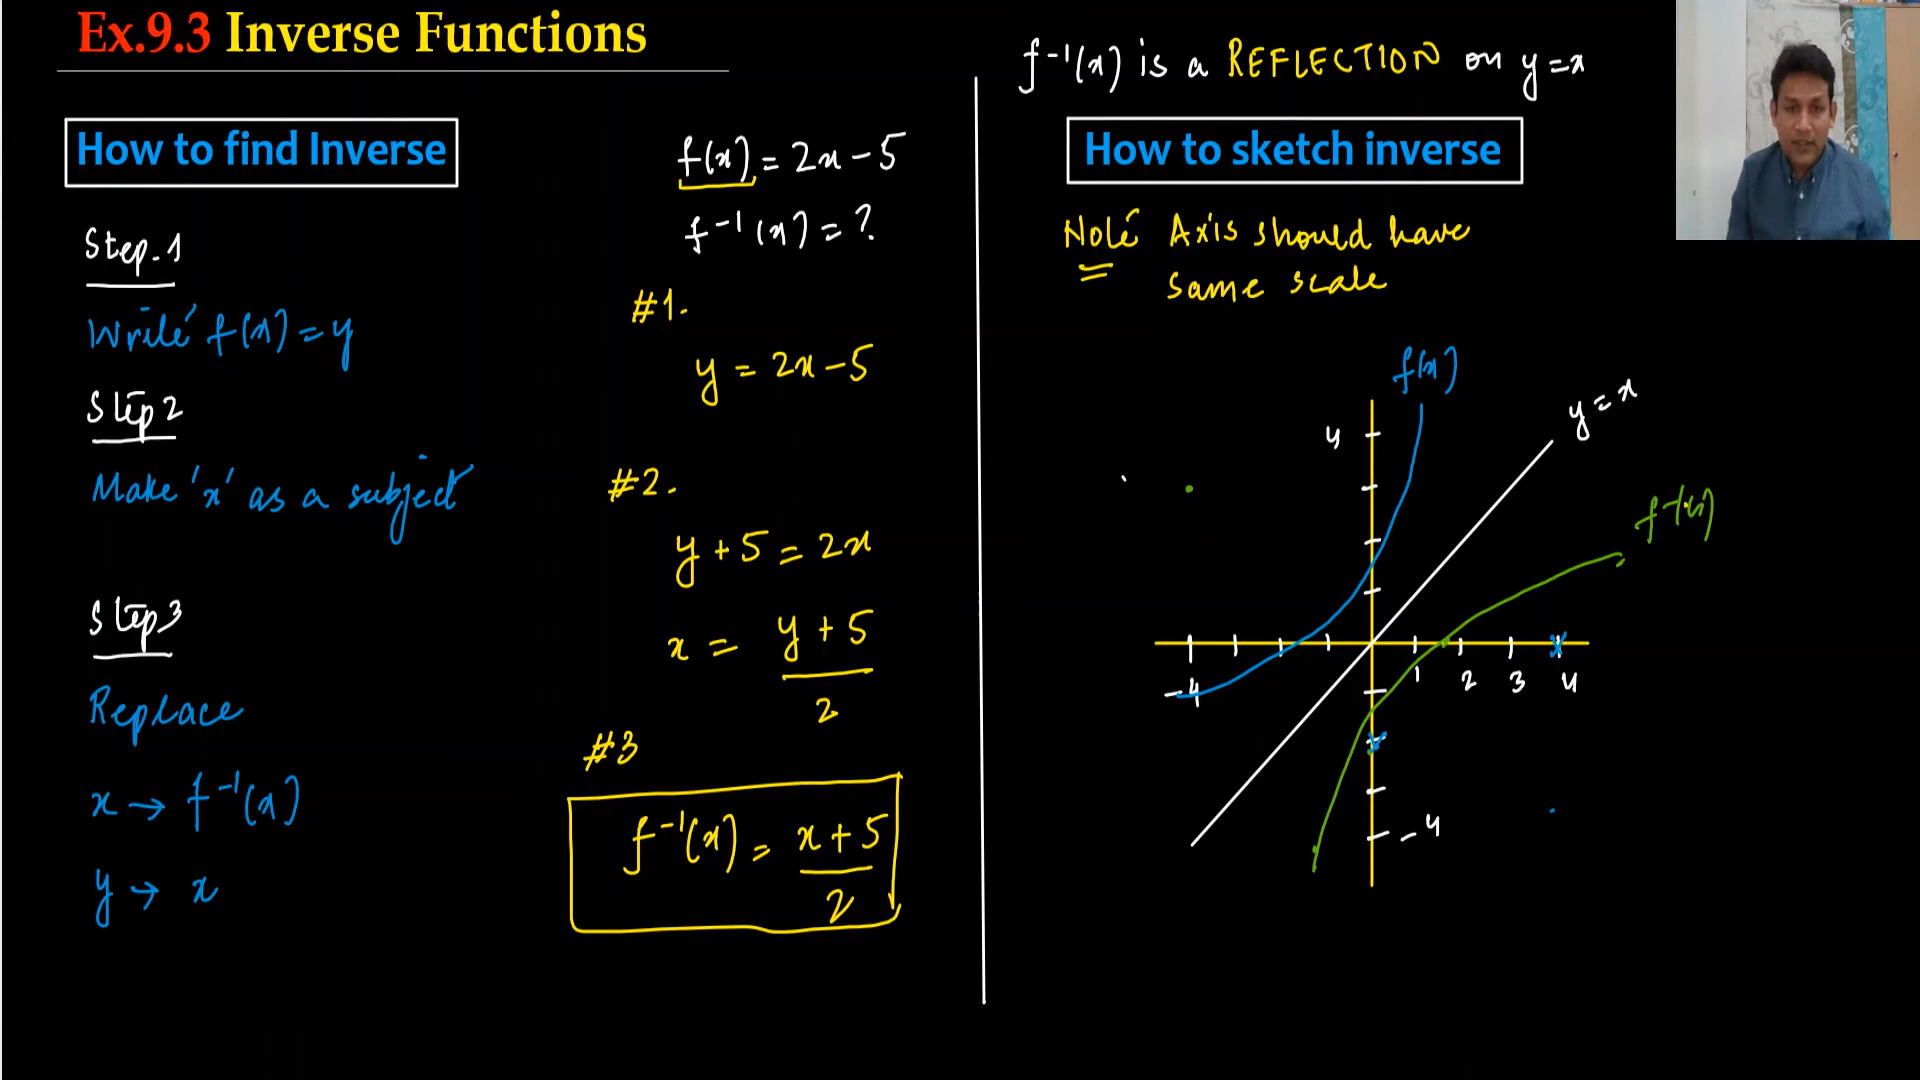 Ex.9.3 Inverse Functions
How to find Inverse
Step.1
Write f(x) = y
Step 2
Make 'x' as a subject
Step 3
Replace
x → f⁻¹(x)
y → x
f(x) = 2x - 5
f⁻¹(x) = ?
#1.
y = 2x - 5
#2.
y + 5 = 2x
x = y + 5
2
#3
f⁻¹(x) = x + 5
2
f⁻¹(x) is a REFLECTION on y = x
How to sketch inverse
Note Axis should have
same scale
f(x)
y = x
4
f⁻¹(x)
-4 1 2 3 4
-4